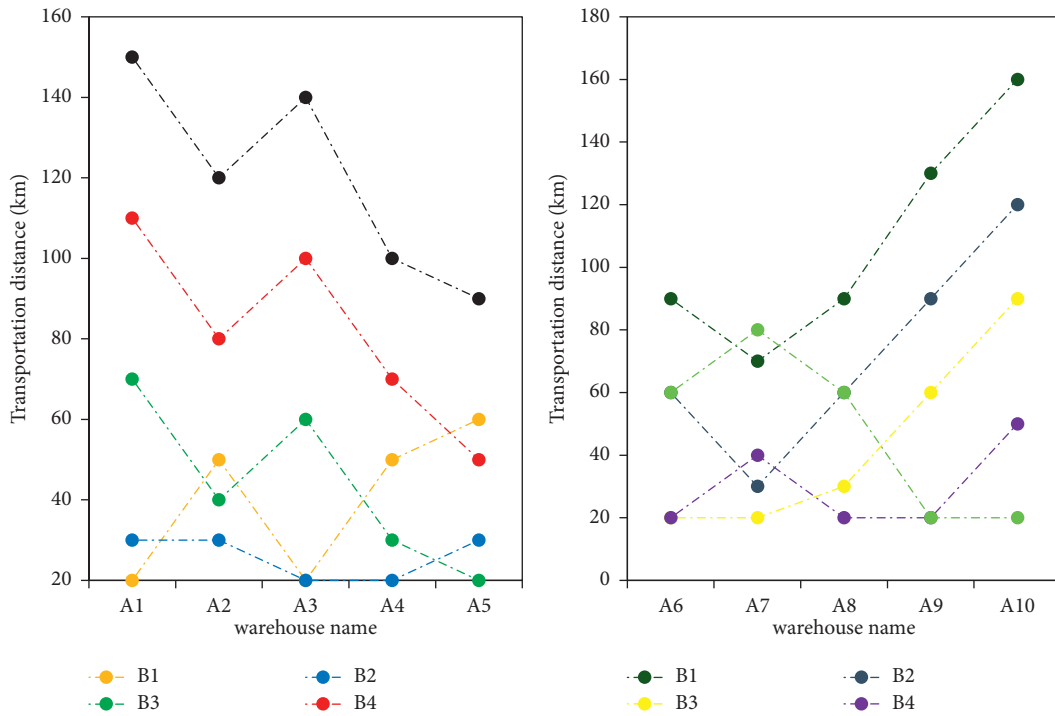 160
140
120
100
80
60
40
20
Transportation distance (km)
A1 A2 A3 A4 A5
warehouse name
B1 B2
B3 B4
180
160
140
120
100
80
60
40
20
0
Transportation distance (km)
A6 A7 A8 A9 A10
warehouse name
B1 B2
B3 B4